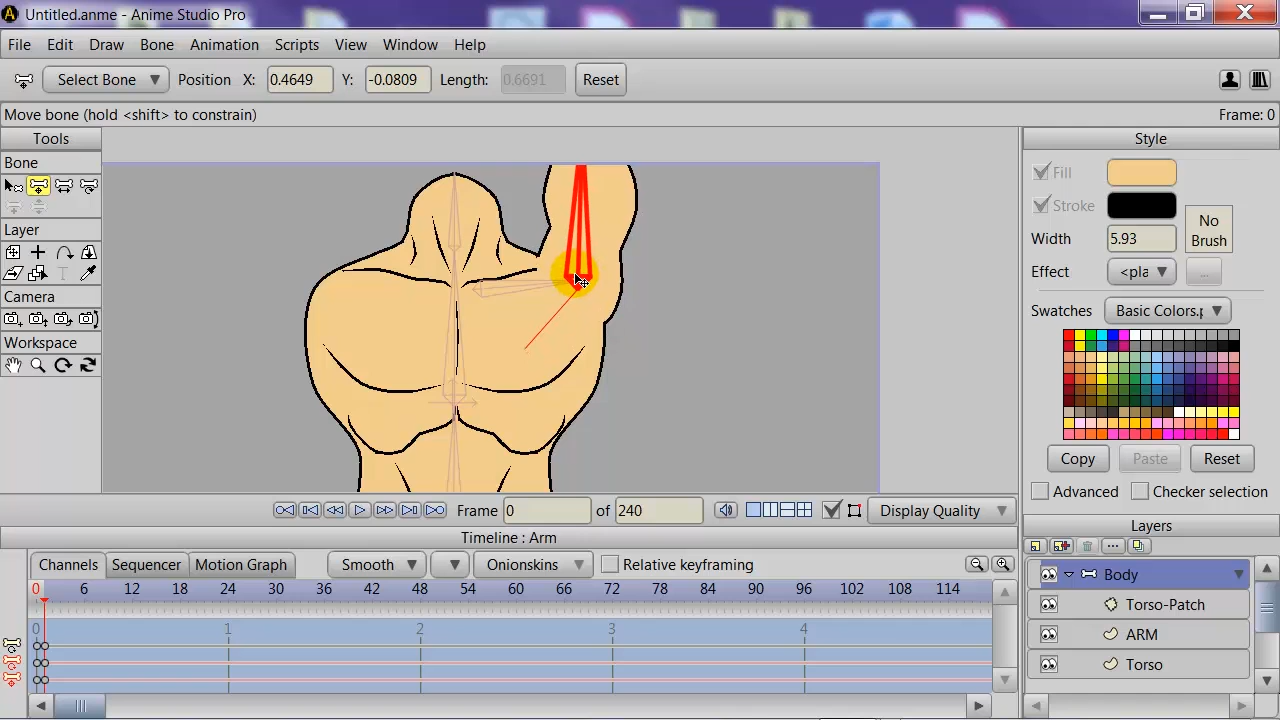 Untitled.anme - Anime Studio Pro
File Edit Draw Bone Animation Scripts View Window Help
Select Bone Position X: 0.4649 Y: -0.0809 Length: 0.6691 Reset
Move bone (hold <shift> to constrain) Frame: 0
Tools
Bone
Layer
Camera
Workspace
Style
Fill
Stroke
No Brush
Width 5.93
Effect <pla ...
Swatches Basic Colors.p
Copy Paste Reset
Advanced Checker selection
Frame 0 of 240 Display Quality
Timeline : Arm
Channels Sequencer Motion Graph Smooth Onionskins Relative keyframing
0 6 12 18 24 30 36 42 48 54 60 66 72 78 84 90 96 102 108 114
0 1 2 3 4
Layers
Body
Torso-Patch
ARM
Torso